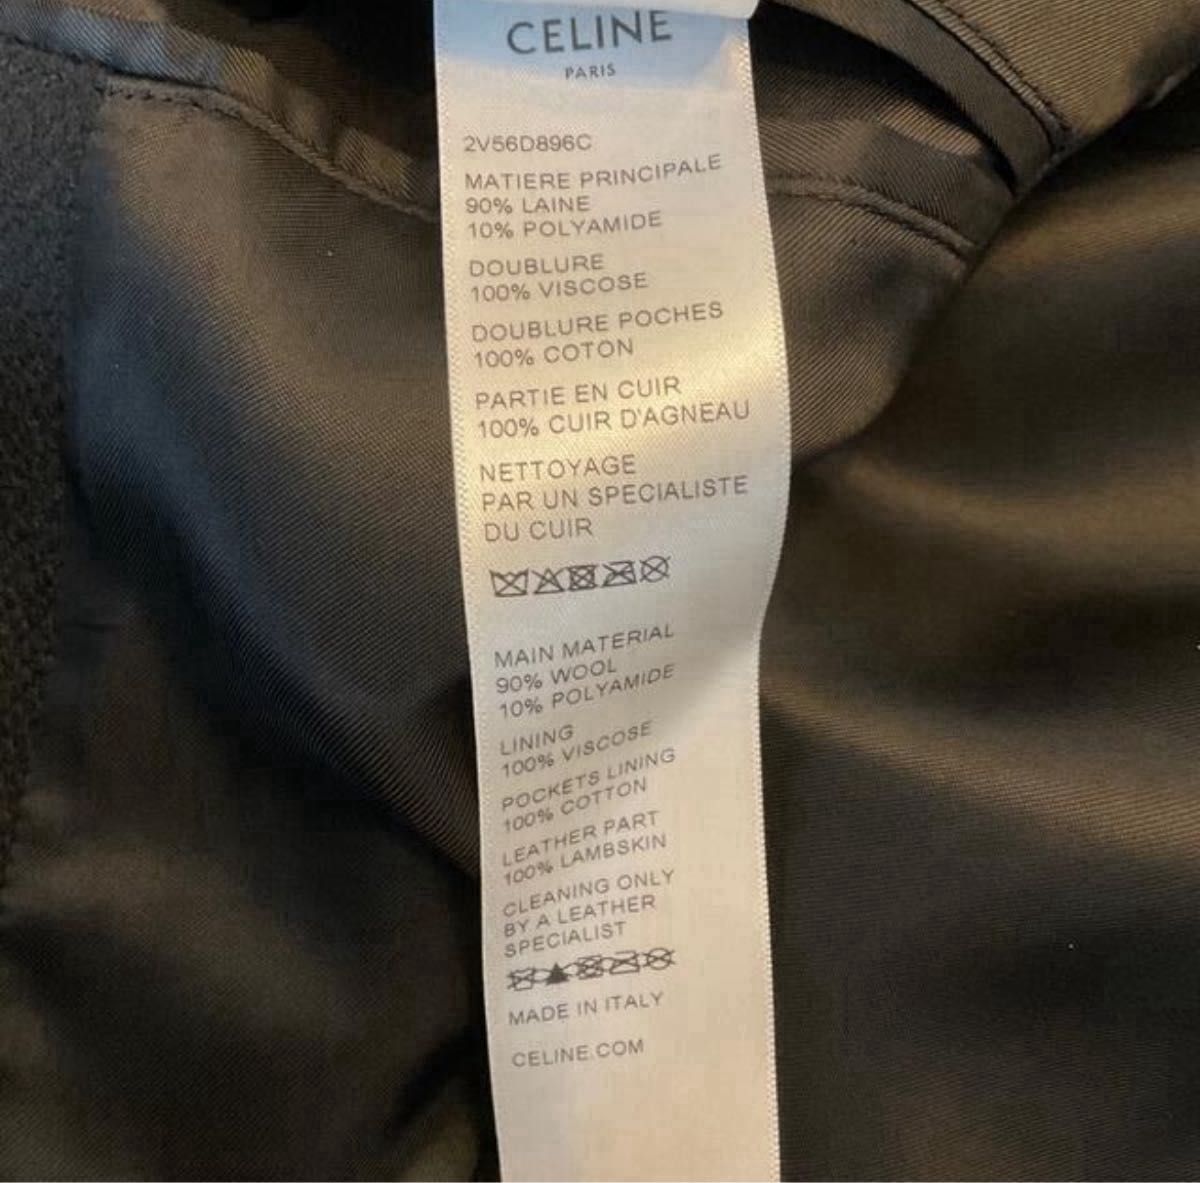 CELINE
PARIS
2V56D896C
MATIERE PRINCIPALE
90% LAINE
10% POLYAMIDE
DOUBLURE
100% VISCOSE
DOUBLURE POCHES
100% COTON
PARTIE EN CUIR
100% CUIR D'AGNEAU
NETTOYAGE
PAR UN SPECIALISTE
DU CUIR
MAIN MATERIAL
90% WOOL
10% POLYAMIDE
LINING
100% VISCOSE
POCKETS LINING
100% COTTON
LEATHER PART
100% LAMBSKIN
CLEANING ONLY
BY A LEATHER
SPECIALIST
MADE IN ITALY
CELINE.COM